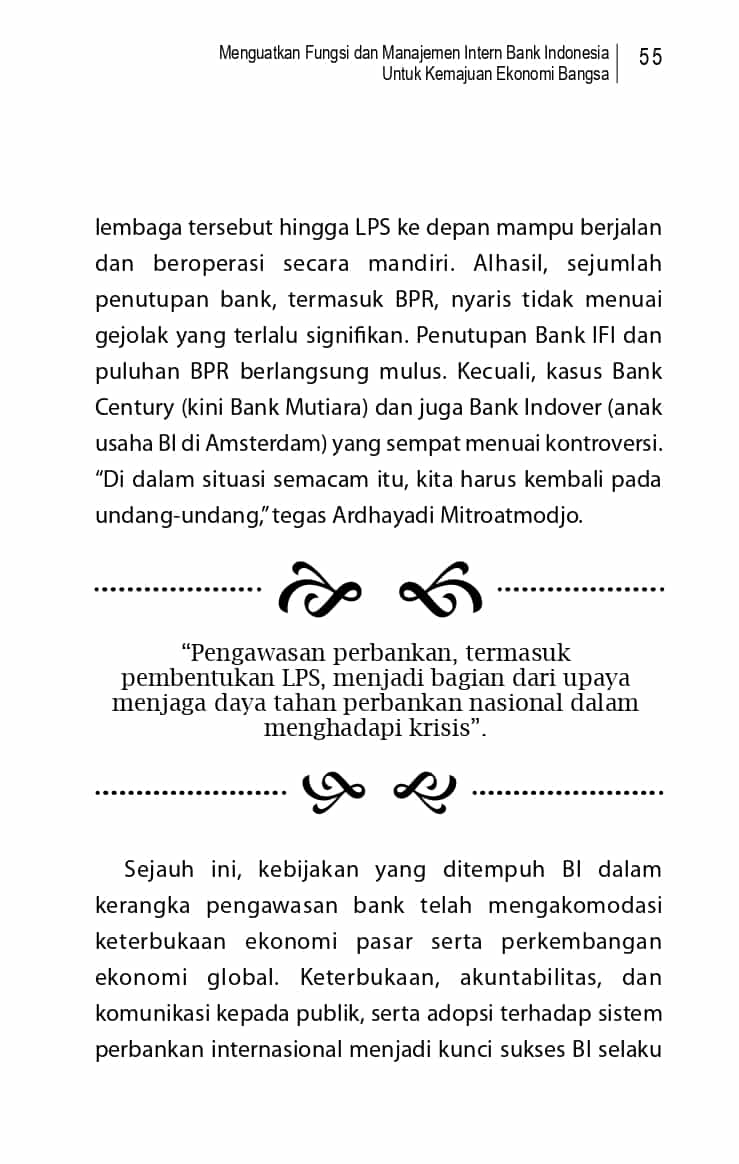 Menguatkan Fungsi dan Manajemen Intern Bank Indonesia
Untuk Kemajuan Ekonomi Bangsa
55
lembaga tersebut hingga LPS ke depan mampu berjalan
dan beroperasi secara mandiri. Alhasil, sejumlah
penutupan bank, termasuk BPR, nyaris tidak menuai
gejolak yang terlalu signifikan. Penutupan Bank IFI dan
puluhan BPR berlangsung mulus. Kecuali, kasus Bank
Century (kini Bank Mutiara) dan juga Bank Indover (anak
usaha BI di Amsterdam) yang sempat menuai kontroversi.
“Di dalam situasi semacam itu, kita harus kembali pada
undang-undang,” tegas Ardhayadi Mitroatmodjo.
“Pengawasan perbankan, termasuk
pembentukan LPS, menjadi bagian dari upaya
menjaga daya tahan perbankan nasional dalam
menghadapi krisis”.
Sejauh ini, kebijakan yang ditempuh BI dalam
kerangka pengawasan bank telah mengakomodasi
keterbukaan ekonomi pasar serta perkembangan
ekonomi global. Keterbukaan, akuntabilitas, dan
komunikasi kepada publik, serta adopsi terhadap sistem
perbankan internasional menjadi kunci sukses BI selaku